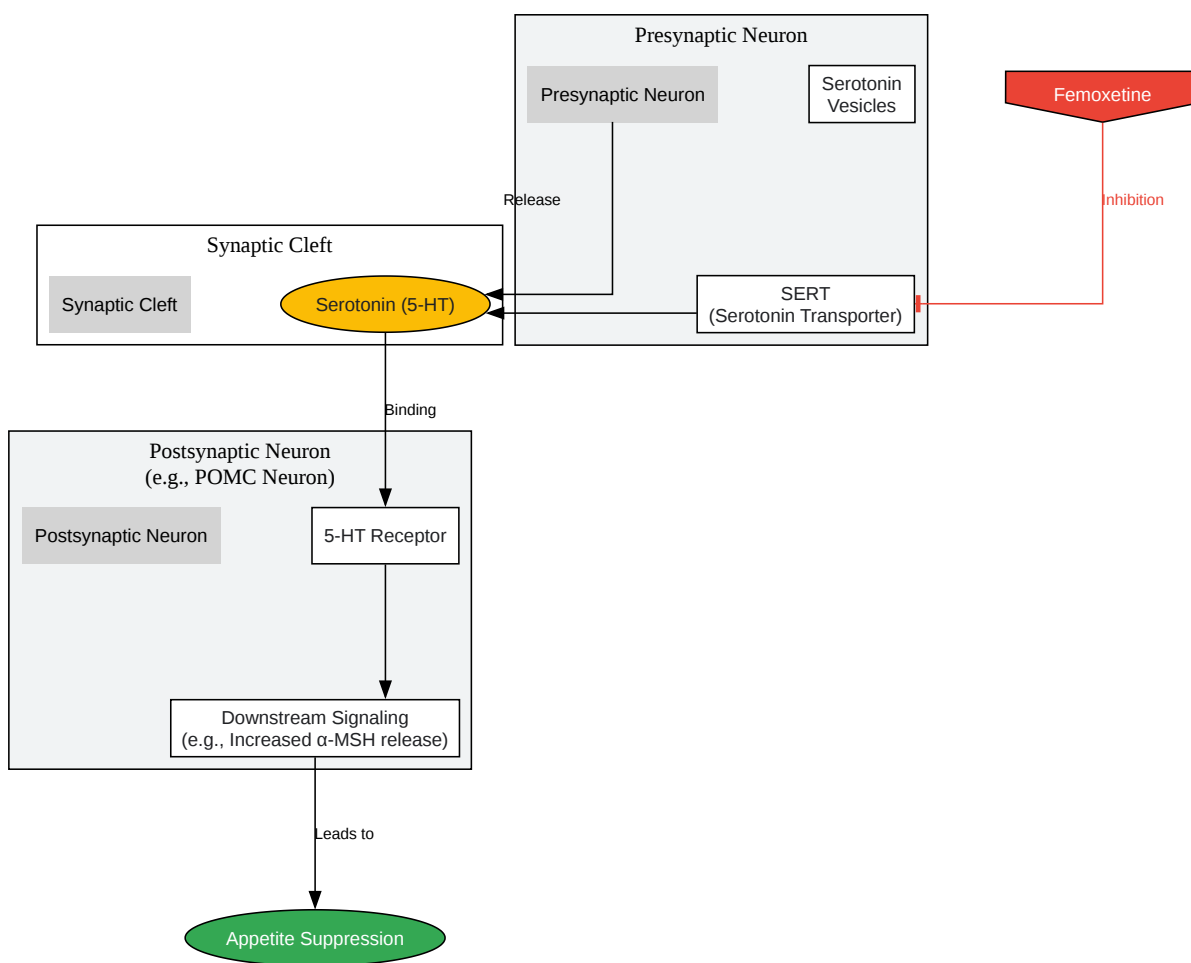 Presynaptic Neuron
Presynaptic Neuron
Serotonin
Vesicles
Femoxetine
Release
Inhibition
Synaptic Cleft
Synaptic Cleft
Serotonin (5-HT)
SERT
(Serotonin Transporter)
Binding
Postsynaptic Neuron
(e.g., POMC Neuron)
Postsynaptic Neuron
5-HT Receptor
Downstream Signaling
(e.g., Increased α-MSH release)
Leads to
Appetite Suppression